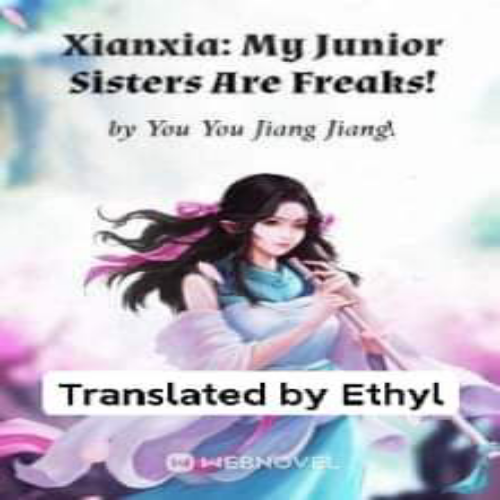 Xianxia: My Junior
Sisters Are Freaks!
by You You Jiang Jiang\
Translated by Ethyl
WEBNOVEL